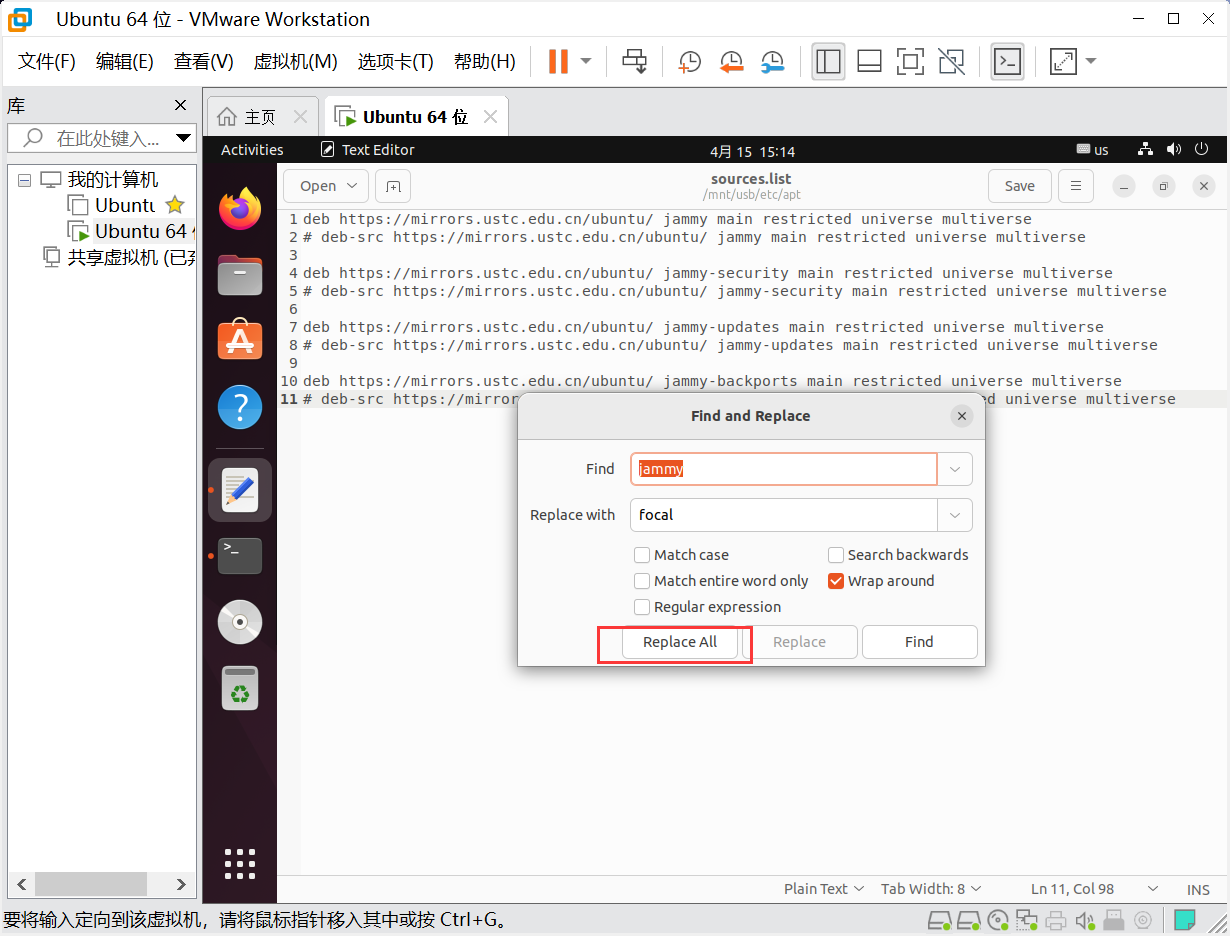 Ubuntu 64 位 - VMware Workstation
文件(F) 编辑(E) 查看(V) 虚拟机(M) 选项卡(T) 帮助(H)
库
主页
Ubuntu 64 位
在此处键入...
我的计算机
Ubuntu
Ubuntu 64
共享虚拟机 (已
Activities
Text Editor
4月 15 15:14
us
Open
sources.list
/mnt/usb/etc/apt
Save
1 deb https://mirrors.ustc.edu.cn/ubuntu/ jammy main restricted universe multiverse
2 # deb-src https://mirrors.ustc.edu.cn/ubuntu/ jammy main restricted universe multiverse
3
4 deb https://mirrors.ustc.edu.cn/ubuntu/ jammy-security main restricted universe multiverse
5 # deb-src https://mirrors.ustc.edu.cn/ubuntu/ jammy-security main restricted universe multiverse
6
7 deb https://mirrors.ustc.edu.cn/ubuntu/ jammy-updates main restricted universe multiverse
8 # deb-src https://mirrors.ustc.edu.cn/ubuntu/ jammy-updates main restricted universe multiverse
9
10 deb https://mirrors.ustc.edu.cn/ubuntu/ jammy-backports main restricted universe multiverse
11 # deb-src https://mirror ed universe multiverse
Find and Replace
Find jammy
Replace with focal
Match case Search backwards
Match entire word only Wrap around
Regular expression
Replace All Replace Find
Plain Text Tab Width: 8 Ln 11, Col 98 INS
要将输入定向到该虚拟机，请将鼠标指针移入其中或按 Ctrl+G。